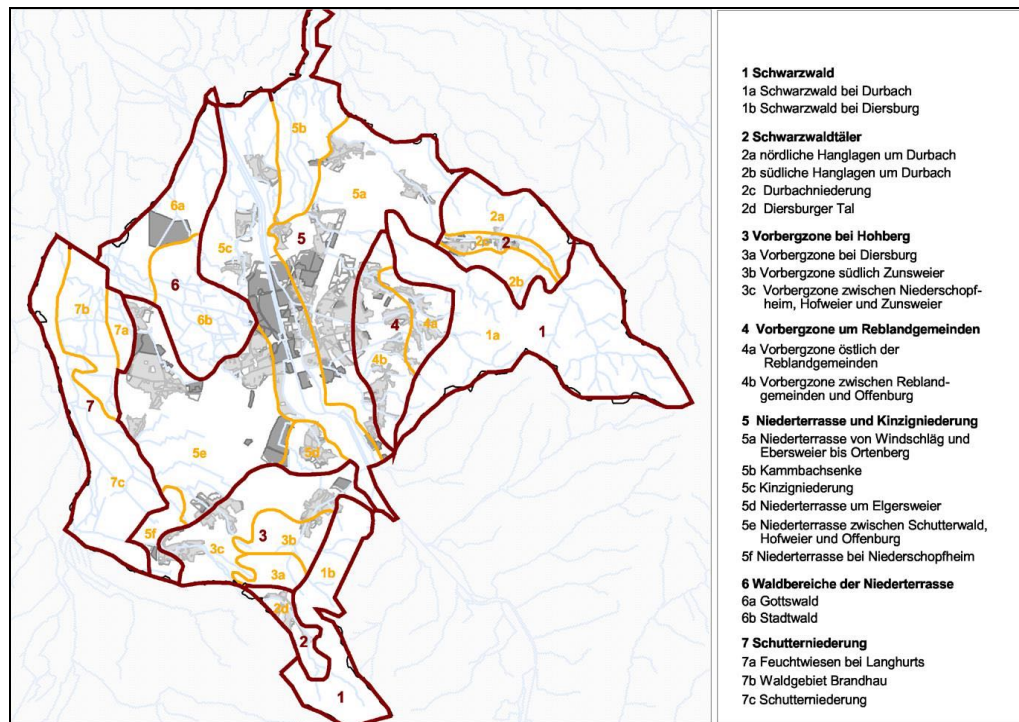 5b
6a
5a
2a
5c
5
2c
2
6
2b
7b
7a
6b
4
4a
1a
1
4b
7
5e
5d
7c
3
5f
3b
3c
3a
1b
2d
2
1
1 Schwarzwald
1a Schwarzwald bei Durbach
1b Schwarzwald bei Diersburg
2 Schwarzwaldtäler
2a nördliche Hanglagen um Durbach
2b südliche Hanglagen um Durbach
2c Durbachniederung
2d Diersburger Tal
3 Vorbergzone bei Hohberg
3a Vorbergzone bei Diersburg
3b Vorbergzone südlich Zunsweier
3c Vorbergzone zwischen Niederschopf-
heim, Hofweier und Zunsweier
4 Vorbergzone um Reblandgemeinden
4a Vorbergzone östlich der
Reblandgemeinden
4b Vorbergzone zwischen Rebland-
gemeinden und Offenburg
5 Niederterrasse und Kinzigniederung
5a Niederterrasse von Windschläg und
Ebersweier bis Ortenberg
5b Kammbachsenke
5c Kinzigniederung
5d Niederterrasse um Elgersweier
5e Niederterrasse zwischen Schutterwald,
Hofweier und Offenburg
5f Niederterrasse bei Niederschopfheim
6 Waldbereiche der Niederterrasse
6a Gottswald
6b Stadtwald
7 Schutterniederung
7a Feuchtwiesen bei Langhurts
7b Waldgebiet Brandhau
7c Schutterniederung